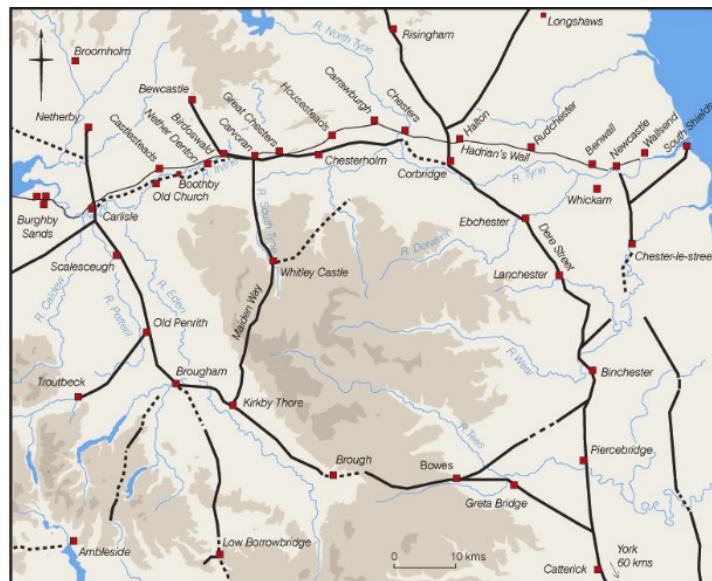 Longshaws
Risingham
R. North Tyne
Broomholm
Bewcastle
Netherby
Castlesteads
Nether Denton
Birdoswald
Carvoran
Great Chesters
Housesteads
Carrawburgh
Chesters
Halton
Rudchester
Benwall
Newcastle
Wallsend
South Shields
Hadrian's Wall
Chesterholm
Corbridge
R. Tyne
Whickam
R. Irving
Boothby
Old Church
Burghby
Sands
Carlisle
R. South Tyne
Ebchester
Dere Street
Chester-le-street
R. Derwent
Scalesceugh
Whitley Castle
Lanchester
R. Caldew
R. Petteril
R. Eden
Maiden Way
Old Penrith
R. Wear
Troutbeck
Brougham
Binchester
Kirkby Thore
R. Tees
Brough
Bowes
Piercebridge
Greta Bridge
Ambleside
Low Borrowbridge
0 10 kms
Catterick
York
60 kms